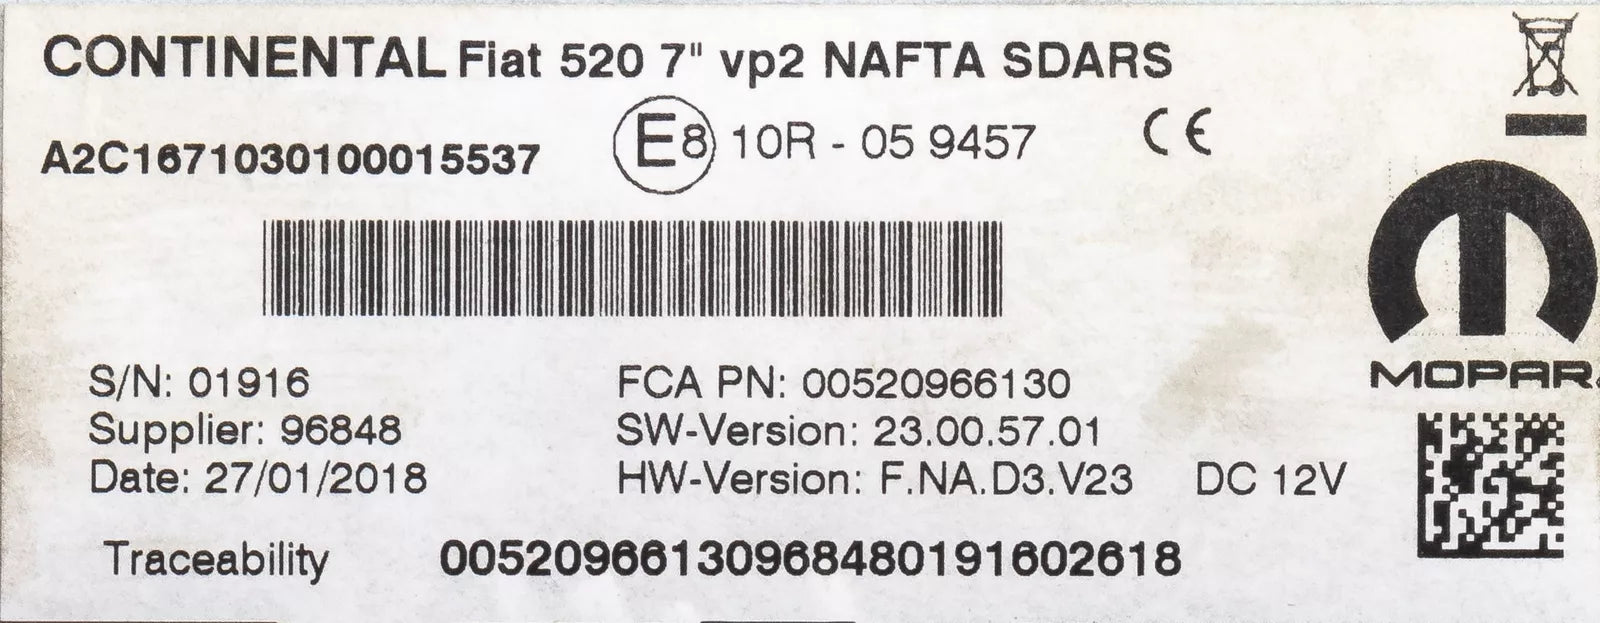 CONTINENTAL Fiat 520 7" vp2 NAFTA SDARS
A2C1671030100015537
E8 10R - 05 9457
CE
MOPAR
S/N: 01916
FCA PN: 00520966130
Supplier: 96848
SW-Version: 23.00.57.01
Date: 27/01/2018
HW-Version: F.NA.D3.V23
DC 12V
Traceability
00520966130968480191602618